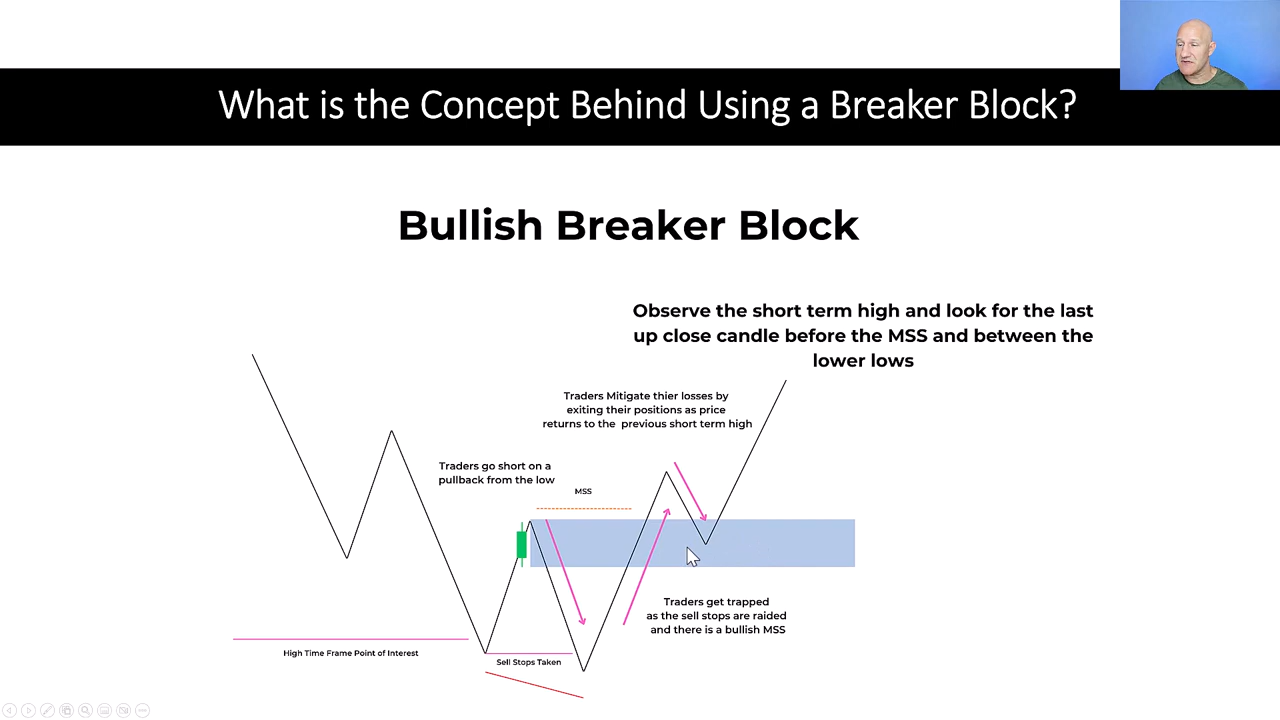 What is the Concept Behind Using a Breaker Block?
Bullish Breaker Block
Observe the short term high and look for the last
up close candle before the MSS and between the
lower lows
Traders Mitigate thier losses by
exiting their positions as price
returns to the previous short term high
Traders go short on a
pullback from the low
MSS
Traders get trapped
as the sell stops are raided
and there is a bullish MSS
High Time Frame Point of Interest
Sell Stops Taken